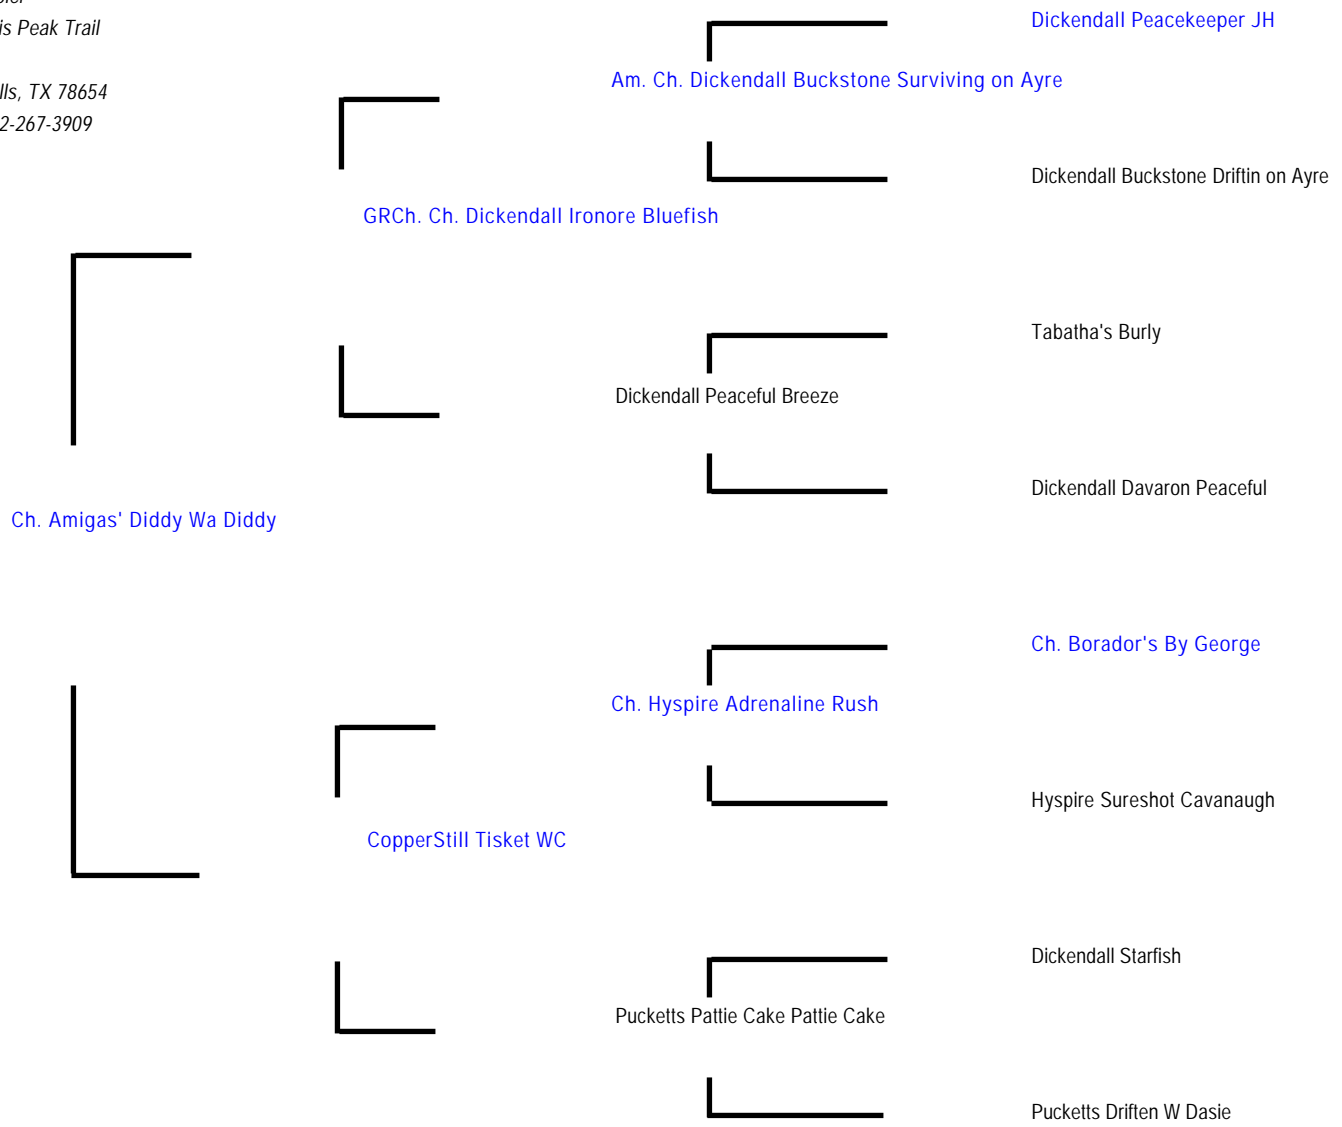 is Peak Trail
lls, TX 78654
2-267-3909
Dickendall Peacekeeper JH
Am. Ch. Dickendall Buckstone Surviving on Ayre
Dickendall Buckstone Driftin on Ayre
GRCh. Ch. Dickendall Ironore Bluefish
Tabatha's Burly
Dickendall Peaceful Breeze
Dickendall Davaron Peaceful
Ch. Amigas' Diddy Wa Diddy
Ch. Borador's By George
Ch. Hyspire Adrenaline Rush
Hyspire Sureshot Cavanaugh
CopperStill Tisket WC
Dickendall Starfish
Pucketts Pattie Cake Pattie Cake
Pucketts Driften W Dasie